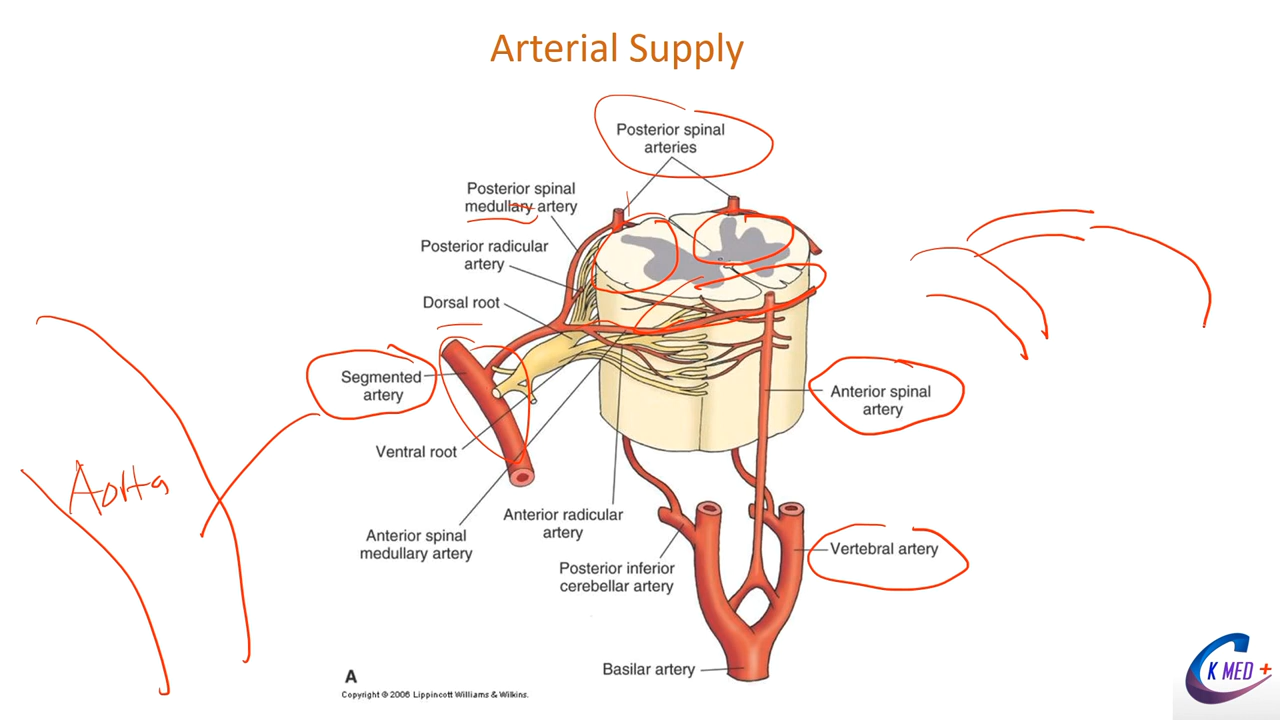 Arterial Supply
Posterior spinal
arteries
Posterior spinal
medullary artery
Posterior radicular
artery
Dorsal root
Segmented
artery
Anterior spinal
artery
Ventral root
Aorta
Anterior radicular
artery
Anterior spinal
medullary artery
Vertebral artery
Posterior inferior
cerebellar artery
Basilar artery
A
Copyright © 2006 Lippincott Williams & Wilkins.
K MED +